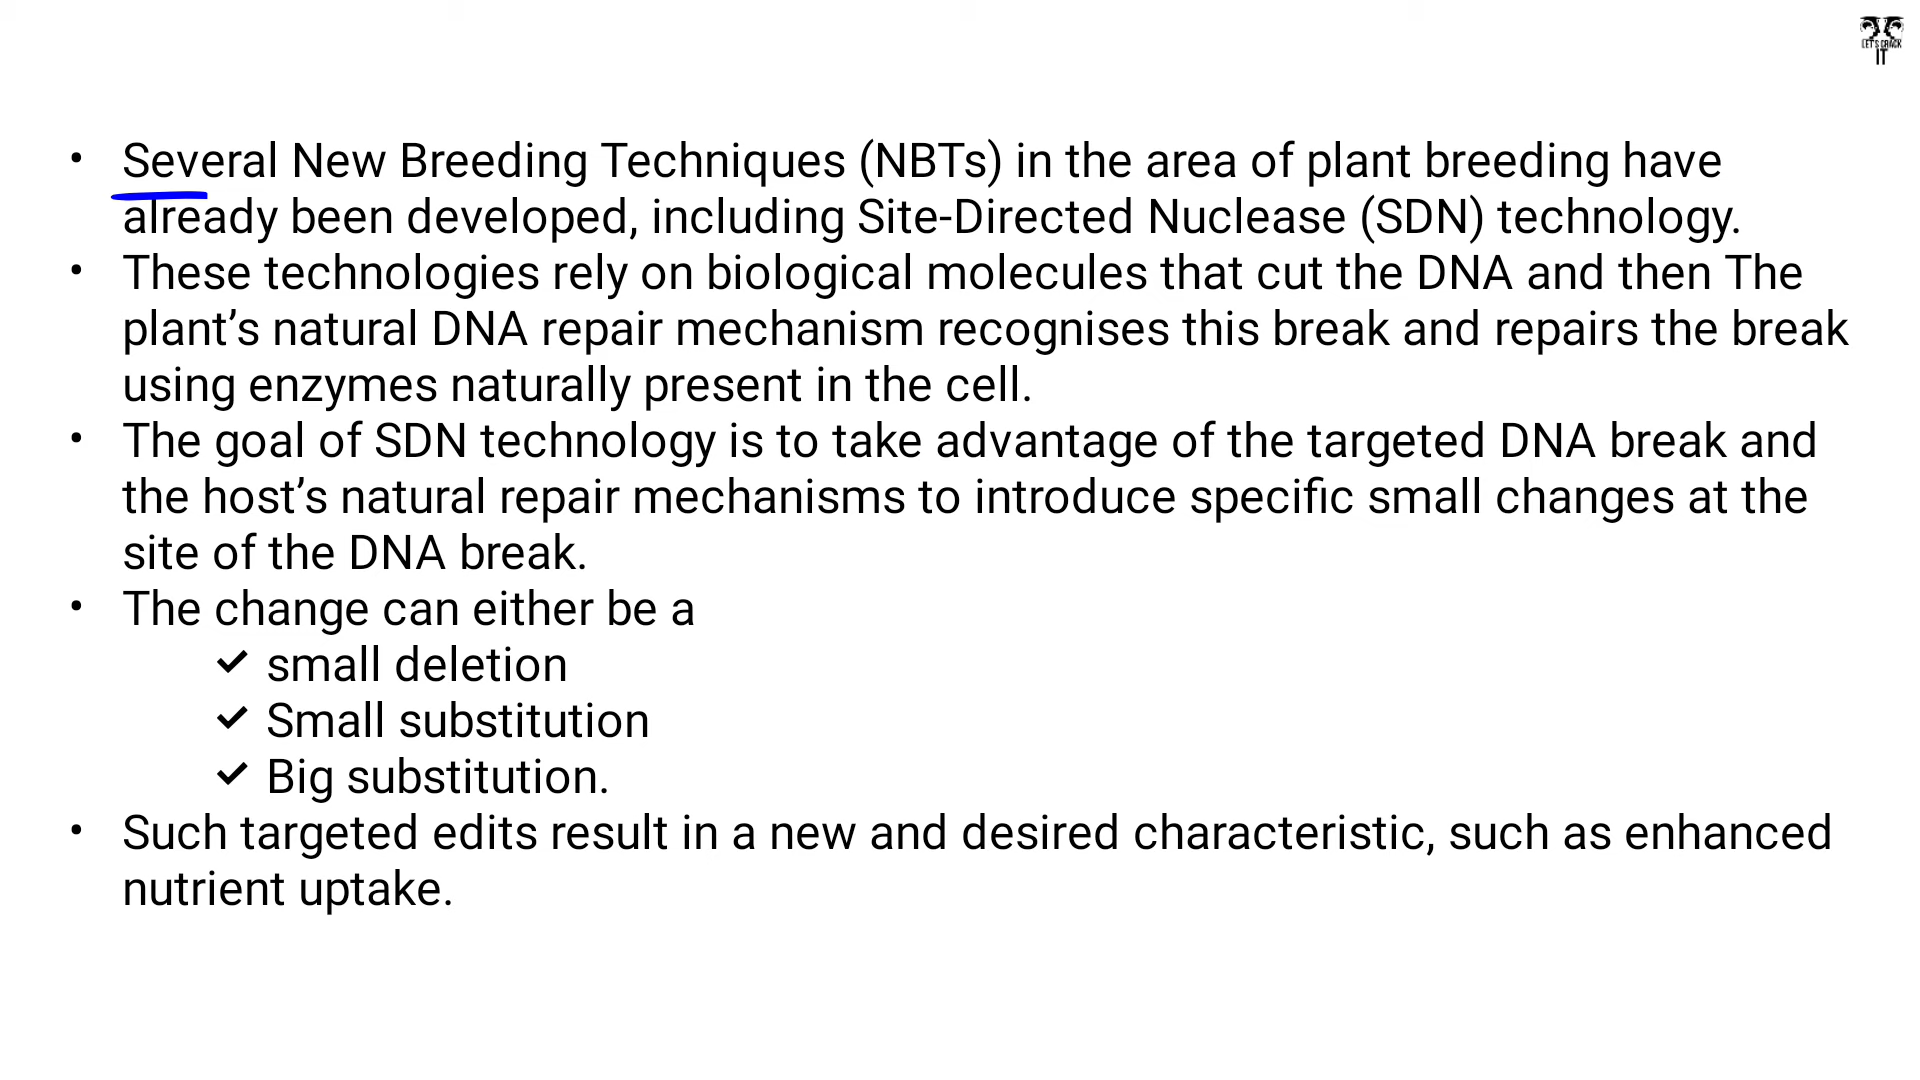 LET'S CRACK
IT
• Several New Breeding Techniques (NBTs) in the area of plant breeding have
already been developed, including Site-Directed Nuclease (SDN) technology.
• These technologies rely on biological molecules that cut the DNA and then The
plant’s natural DNA repair mechanism recognises this break and repairs the break
using enzymes naturally present in the cell.
• The goal of SDN technology is to take advantage of the targeted DNA break and
the host’s natural repair mechanisms to introduce specific small changes at the
site of the DNA break.
• The change can either be a
✓ small deletion
✓ Small substitution
✓ Big substitution.
• Such targeted edits result in a new and desired characteristic, such as enhanced
nutrient uptake.